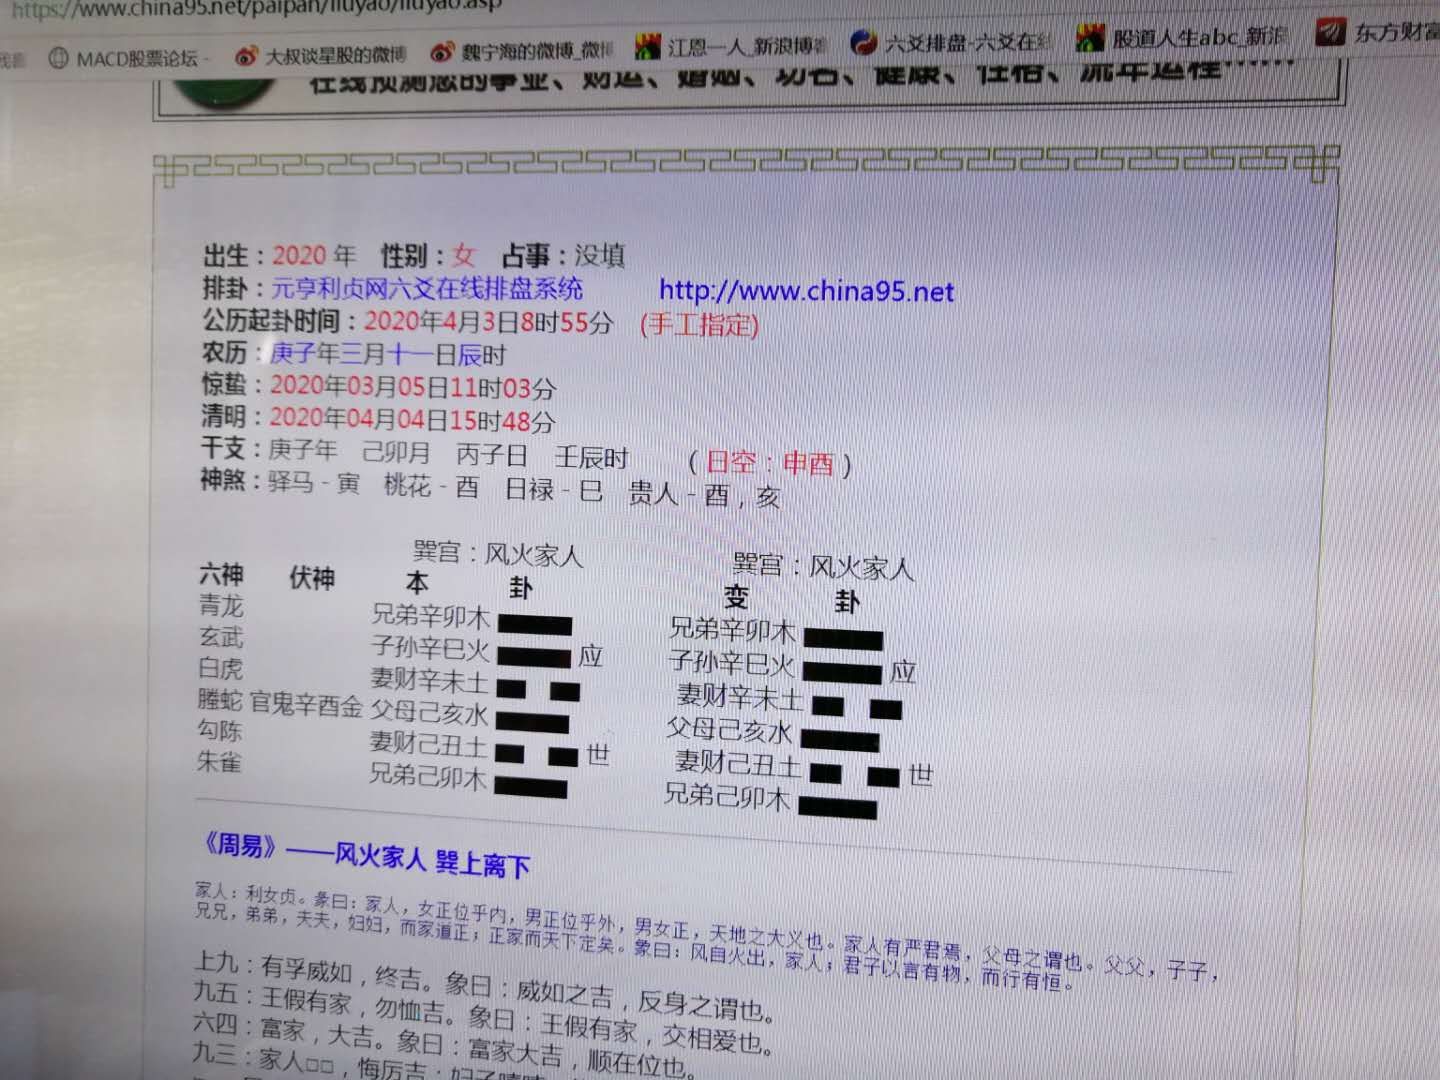 https://www.china95.net/paipan/liuyao/liuyao.asp
MACD股票论坛 - 大叔谈星股的微博 魏宁海的微博_微 江恩一人_新浪博 六爻排盘-六爻在线 股道人生abc_新浪 东方财富
在线预测您的事业、财运、婚姻、功名、健康、性格、流年运程……
出生：2020 年 性别：女 占事：没填
排卦：元亨利贞网六爻在线排盘系统 http://www.china95.net
公历起卦时间：2020年4月3日8时55分 (手工指定)
农历：庚子年三月十一日辰时
惊蛰：2020年03月05日11时03分
清明：2020年04月04日15时48分
干支：庚子年 己卯月 丙子日 壬辰时 (日空：申酉)
神煞：驿马-寅 桃花-酉 日禄-巳 贵人-酉，亥
巽宫：风火家人 巽宫：风火家人
六神 伏神 本 卦 变 卦
青龙 兄弟辛卯木 兄弟辛卯木
玄武 子孙辛巳火 应 子孙辛巳火 应
白虎 妻财辛未土 妻财辛未土
螣蛇 官鬼辛酉金 父母己亥水 父母己亥水
勾陈 妻财己丑土 世 妻财己丑土 世
朱雀 兄弟己卯木 兄弟己卯木
《周易》——风火家人 巽上离下
家人：利女贞。彖曰：家人，女正位乎内，男正位乎外，男女正，天地之大义也。家人有严君焉，父母之谓也。父父，子子，
兄兄，弟弟，夫夫，妇妇，而家道正；正家而天下定矣。象曰：风自火出，家人；君子以言有物，而行有恒。
上九：有孚威如，终吉。象曰：威如之吉，反身之谓也。
九五：王假有家，勿恤吉。象曰：王假有家，交相爱也。
六四：富家，大吉。象曰：富家大吉，顺在位也。
九三：家人□□，悔厉吉；妇子嘻嘻